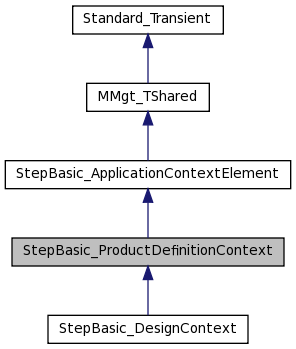 Standard_Transient
MMgt_TShared
StepBasic_ApplicationContextElement
StepBasic_ProductDefinitionContext
StepBasic_DesignContext